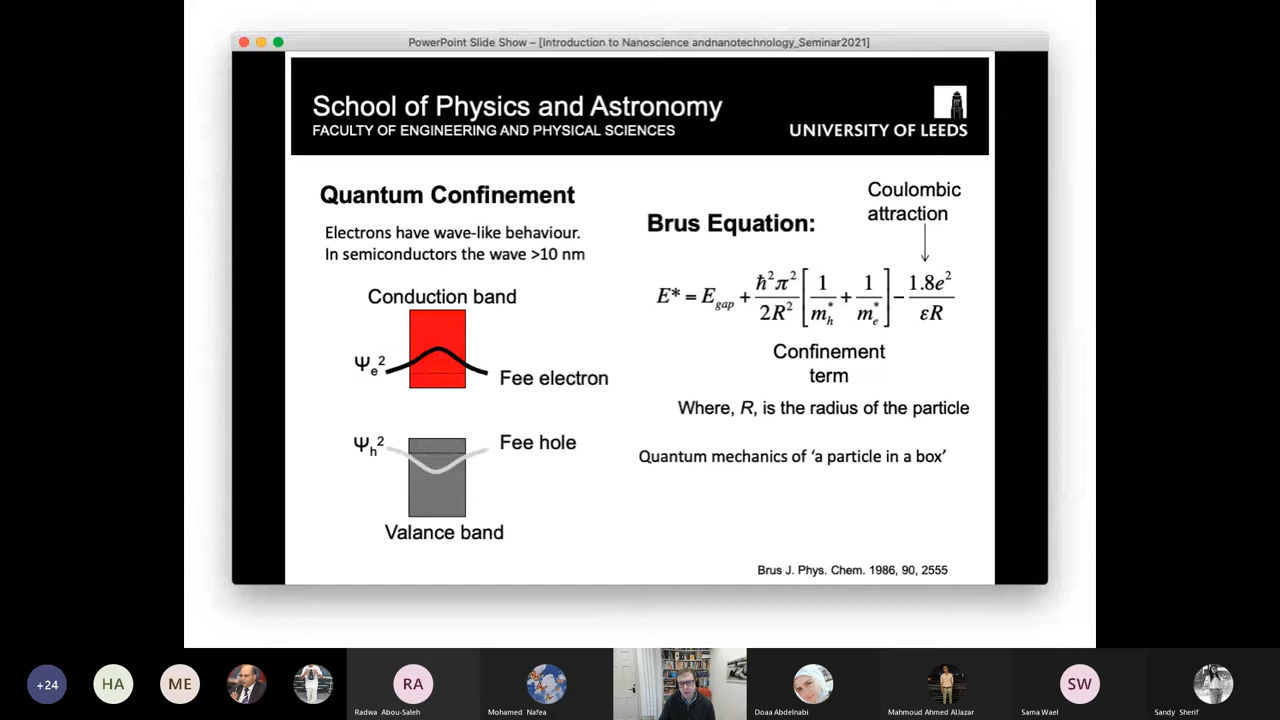 PowerPoint Slide Show – [Introduction to Nanoscience andnanotechnology_Seminar2021]
School of Physics and Astronomy
FACULTY OF ENGINEERING AND PHYSICAL SCIENCES
UNIVERSITY OF LEEDS
Quantum Confinement
Electrons have wave-like behaviour.
In semiconductors the wave >10 nm
Conduction band
Ψe²
Fee electron
Ψh²
Fee hole
Valance band
Coulombic
attraction
Brus Equation:
E* = Egap + ħ²π²/2R² [1/mh* + 1/me*] − 1.8e²/εR
Confinement
term
Where, R, is the radius of the particle
Quantum mechanics of ‘a particle in a box’
Brus J. Phys. Chem. 1986, 90, 2555
+24
HA
ME
RA
Radwa Abou-Saleh
Mohamed Nafea
Doaa Abdelnabi
Mahmoud Ahmed AlJazar
SW
Sama Wael
Sandy Sherif